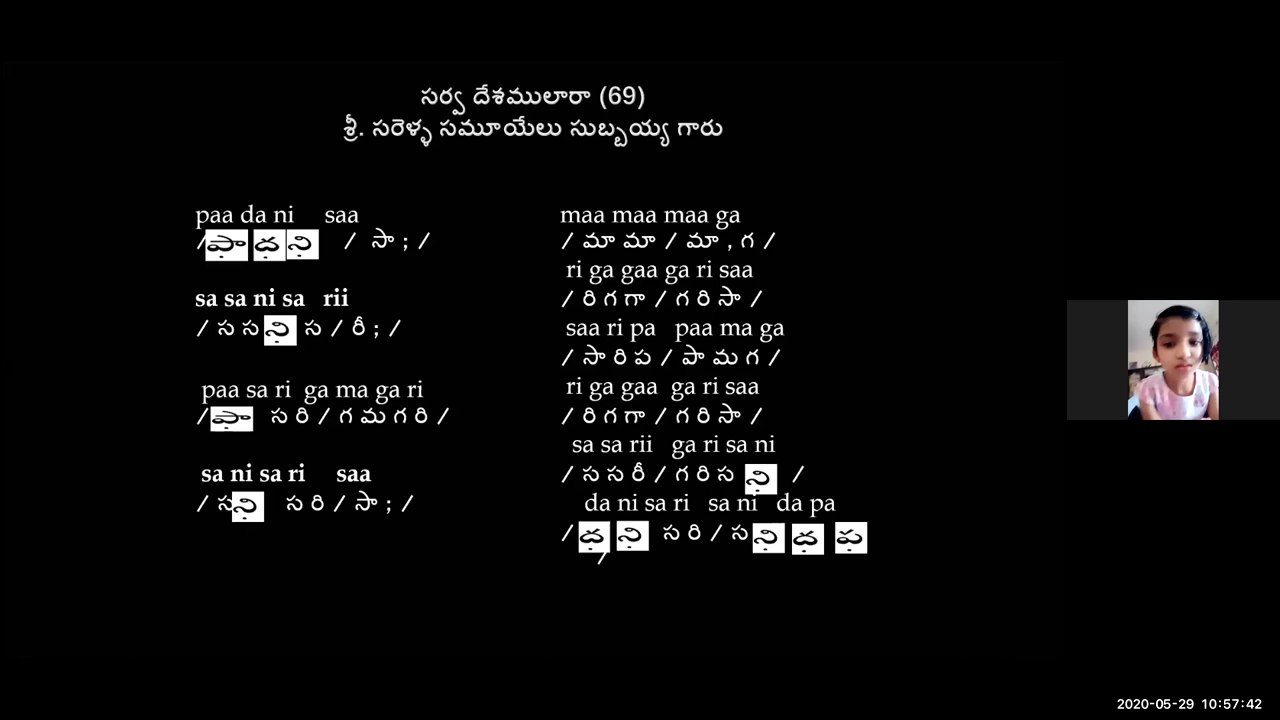 సర్వ దేశములారా (69)
శ్రీ. సరెళ్ళ సమూయేలు సుబ్బయ్య గారు
paa da ni saa
/పా ధ ని / సా ; /
sa sa ni sa rii
/ స స ని స / రీ ; /
paa sa ri ga ma ga ri
/ పా స రి / గ మ గ రి /
sa ni sa ri saa
/ స ని స రి / సా ; /
maa maa maa ga
/ మా మా / మా , గ /
ri ga gaa ga ri saa
/ రి గ గా / గ రి సా /
saa ri pa paa ma ga
/ సా రి ప / పా మ గ /
ri ga gaa ga ri saa
/ రి గ గా / గ రి సా /
sa sa rii ga ri sa ni
/ స స రీ / గ రి స ని /
da ni sa ri sa ni da pa
/ ధ ని స రి / స ని ధ ప
/
2020-05-29 10:57:42